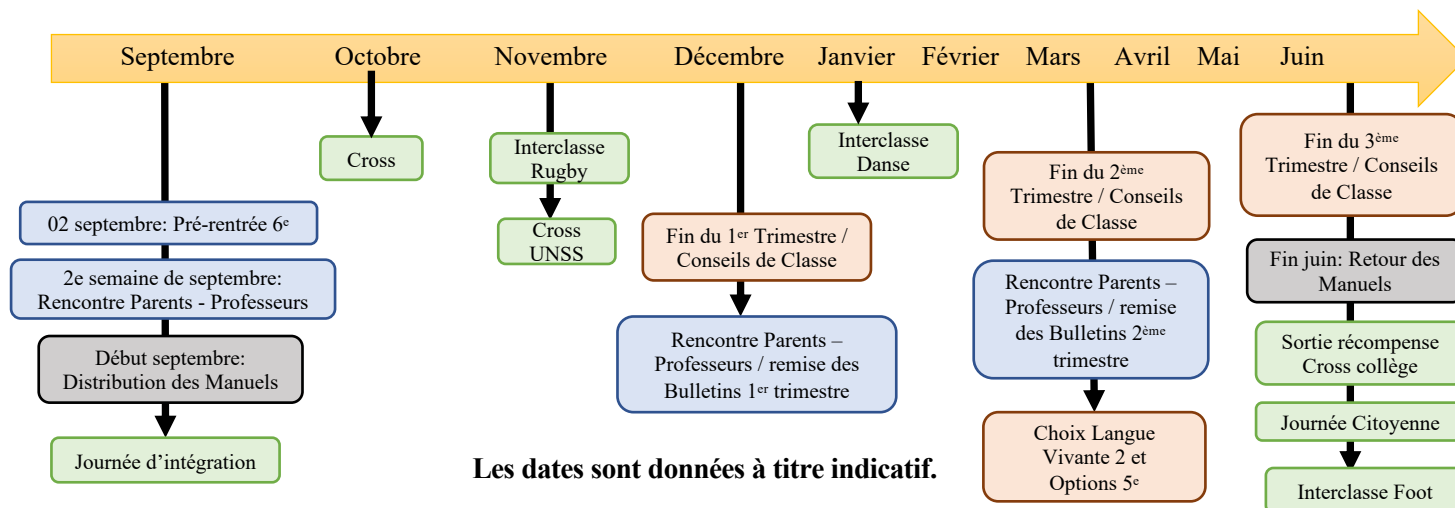 Septembre Octobre Novembre Décembre Janvier Février Mars Avril Mai Juin
02 septembre: Pré-rentrée 6e
2e semaine de septembre:
Rencontre Parents - Professeurs
Début septembre:
Distribution des Manuels
Journée d'intégration
Cross
Interclasse
Rugby
Cross
UNSS
Fin du 1er Trimestre /
Conseils de Classe
Rencontre Parents –
Professeurs / remise des
Bulletins 1er trimestre
Interclasse
Danse
Fin du 2ème
Trimestre / Conseils
de Classe
Rencontre Parents –
Professeurs / remise
des Bulletins 2ème
trimestre
Choix Langue
Vivante 2 et
Options 5e
Fin du 3ème
Trimestre / Conseils
de Classe
Fin juin: Retour des
Manuels
Sortie récompense
Cross collège
Journée Citoyenne
Interclasse Foot
Les dates sont données à titre indicatif.